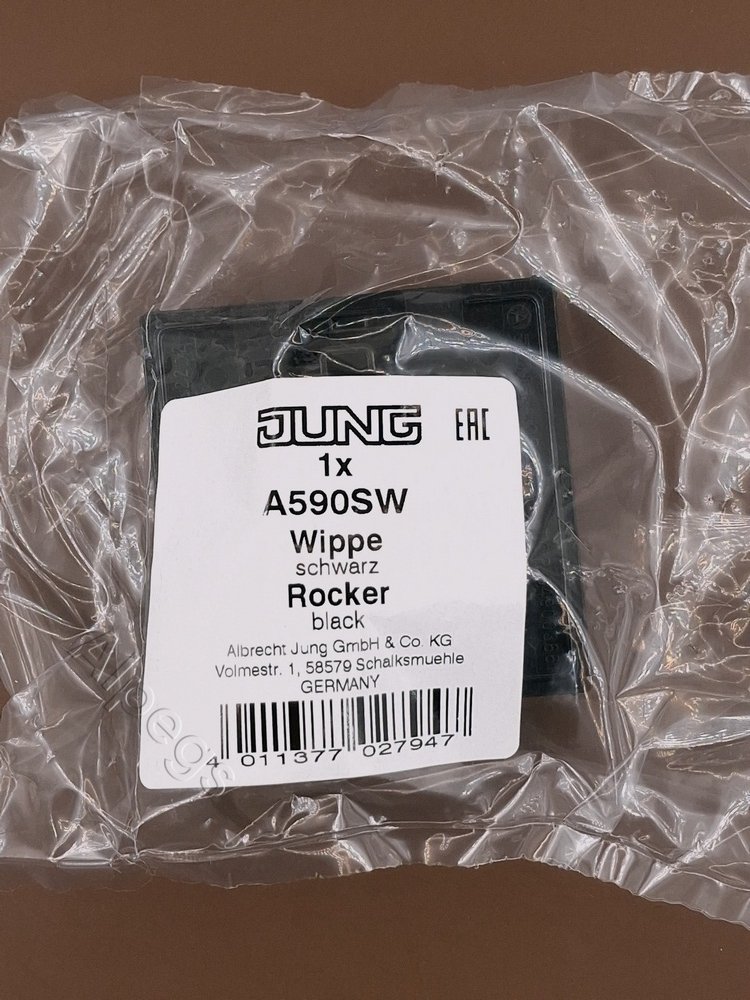 JUNG EAC
1x
A590SW
Wippe
schwarz
Rocker
black
Albrecht Jung GmbH & Co. KG
Volmestr. 1, 58579 Schalksmuehle
GERMANY
4 011377 027947
Alpegs